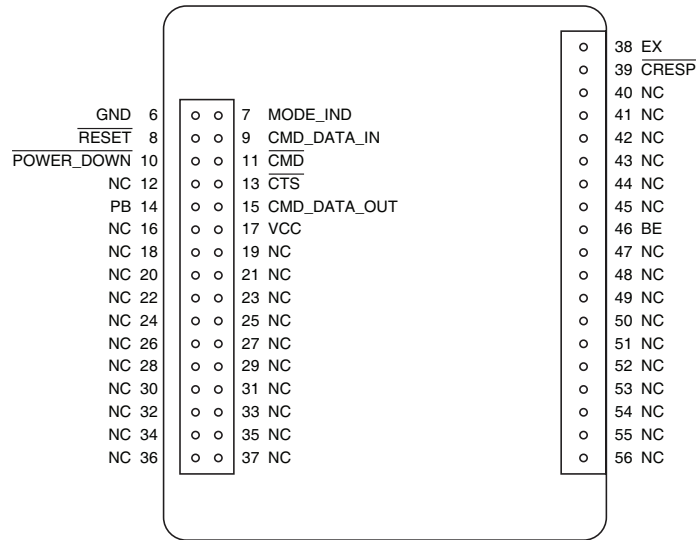 38 EX
39 CRESP
40 NC
GND 6 7 MODE_IND 41 NC
RESET 8 9 CMD_DATA_IN 42 NC
POWER_DOWN 10 11 CMD 43 NC
NC 12 13 CTS 44 NC
PB 14 15 CMD_DATA_OUT 45 NC
NC 16 17 VCC 46 BE
NC 18 19 NC 47 NC
NC 20 21 NC 48 NC
NC 22 23 NC 49 NC
NC 24 25 NC 50 NC
NC 26 27 NC 51 NC
NC 28 29 NC 52 NC
NC 30 31 NC 53 NC
NC 32 33 NC 54 NC
NC 34 35 NC 55 NC
NC 36 37 NC 56 NC